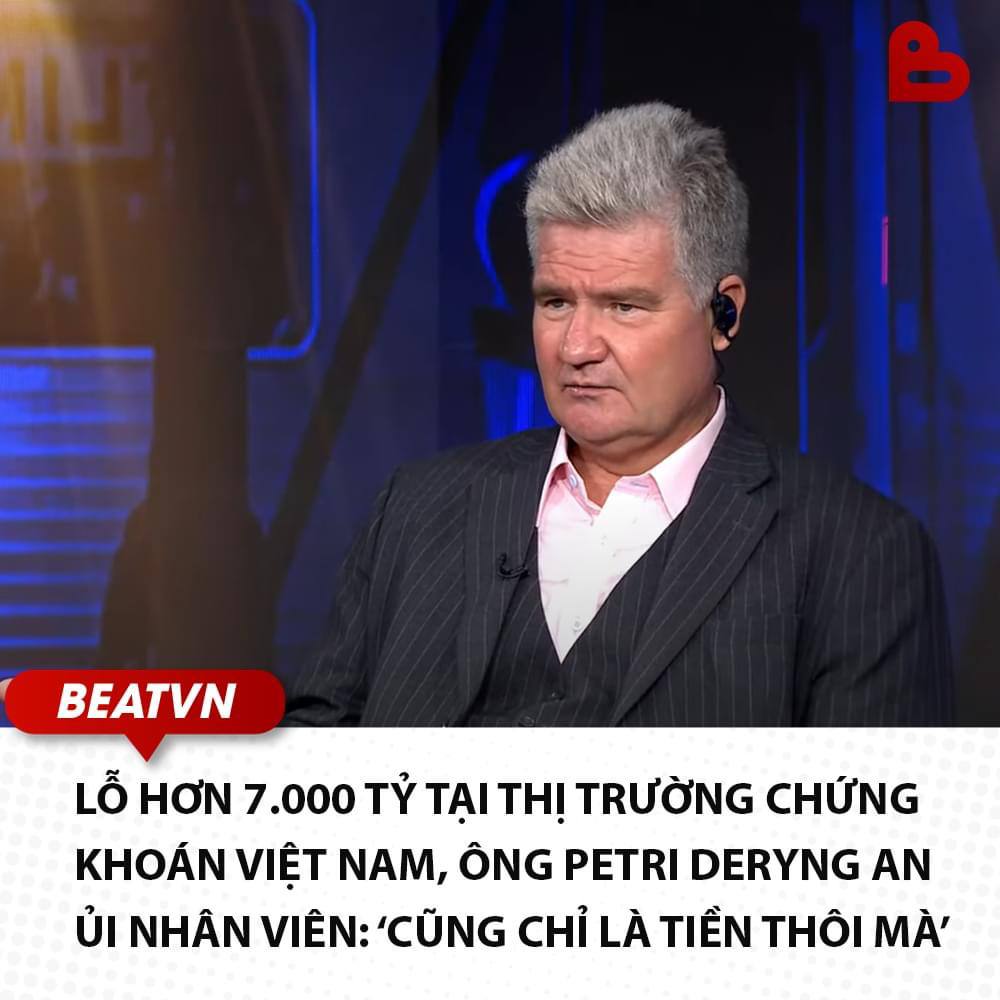 BEATVN
LỖ HƠN 7.000 TỶ TẠI THỊ TRƯỜNG CHỨNG
KHOÁN VIỆT NAM, ÔNG PETRI DERYNG AN
ỦI NHÂN VIÊN: ‘CŨNG CHỈ LÀ TIỀN THÔI MÀ’